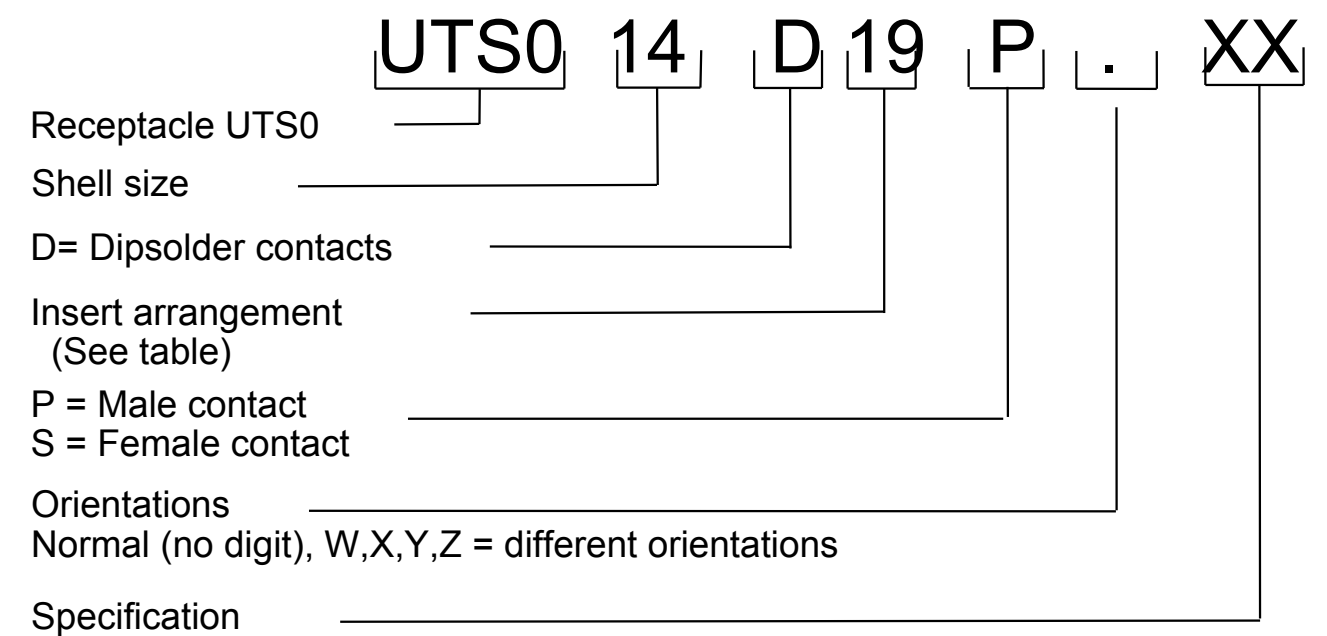 UTS0 14 D 19 P . XX
Receptacle UTS0
Shell size
D= Dipsolder contacts
Insert arrangement
(See table)
P = Male contact
S = Female contact
Orientations
Normal (no digit), W,X,Y,Z = different orientations
Specification